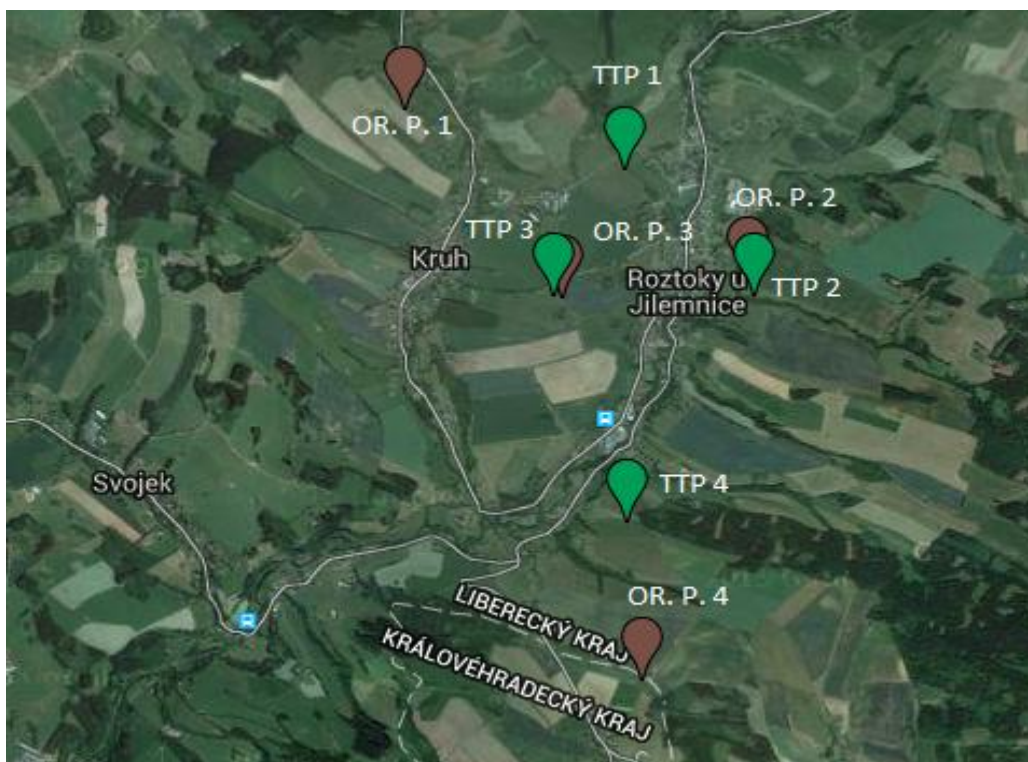 TTP 1
OR. P. 1
OR. P. 2
TTP 3
OR. P. 3
Kruh
Roztoky u
Jilemnice
TTP 2
Svojek
TTP 4
LIBERECKÝ KRAJ
OR. P. 4
KRÁLOVÉHRADECKÝ KRAJ